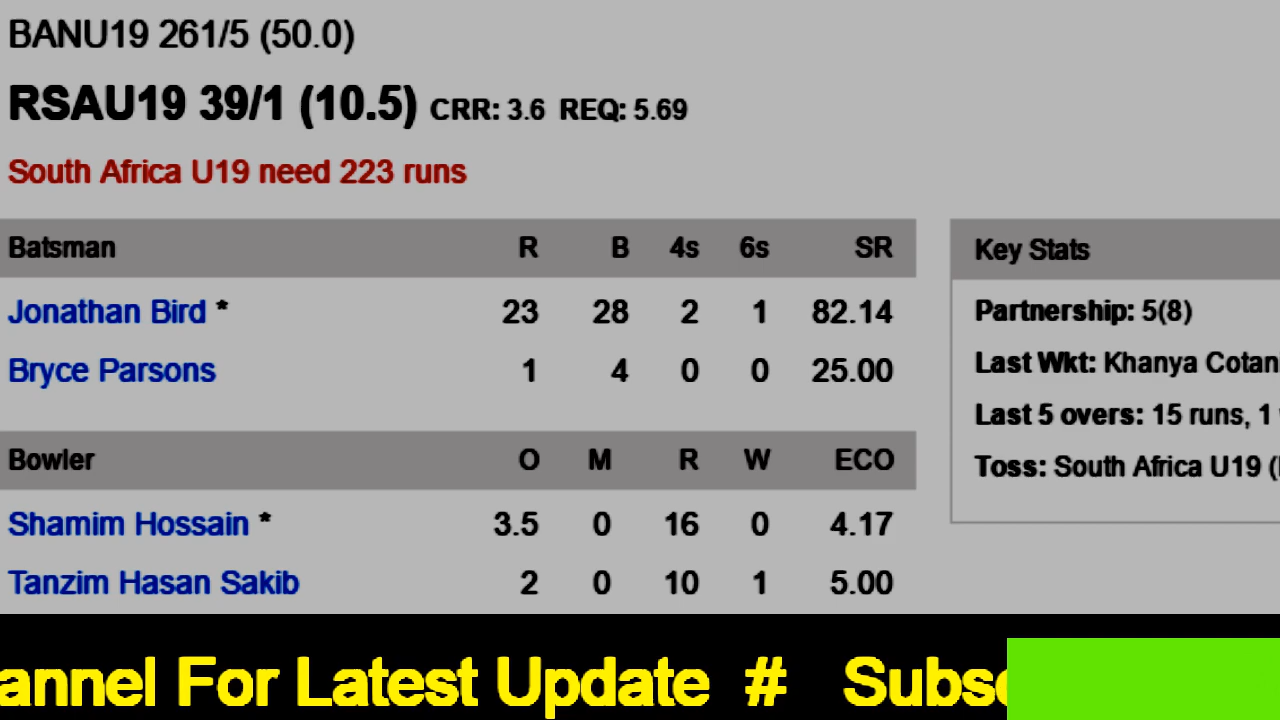 BANU19 261/5 (50.0)
RSAU19 39/1 (10.5) CRR: 3.6 REQ: 5.69
South Africa U19 need 223 runs
Batsman R B 4s 6s SR
Jonathan Bird * 23 28 2 1 82.14
Bryce Parsons 1 4 0 0 25.00
Bowler O M R W ECO
Shamim Hossain * 3.5 0 16 0 4.17
Tanzim Hasan Sakib 2 0 10 1 5.00
Key Stats
Partnership: 5(8)
Last Wkt: Khanya Cotan
Last 5 overs: 15 runs, 1
Toss: South Africa U19 (
annel For Latest Update # Subsc